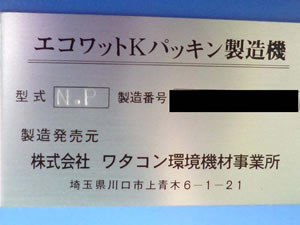 エコワットKパッキン製造機
型式 N.P 製造番号
製造発売元
株式会社 ワタコン環境機材事業所
埼玉県川口市上青木6-1-21